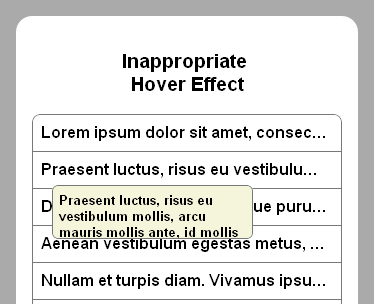 Inappropriate
Hover Effect
Lorem ipsum dolor sit amet, consec...
Praesent luctus, risus eu vestibulu...
Praesent luctus, risus eu
vestibulum mollis, arcu
mauris mollis ante, id mollis
D ue puru...
Aenean vestibulum egestas metus, ...
Nullam et turpis diam. Vivamus ipsu...